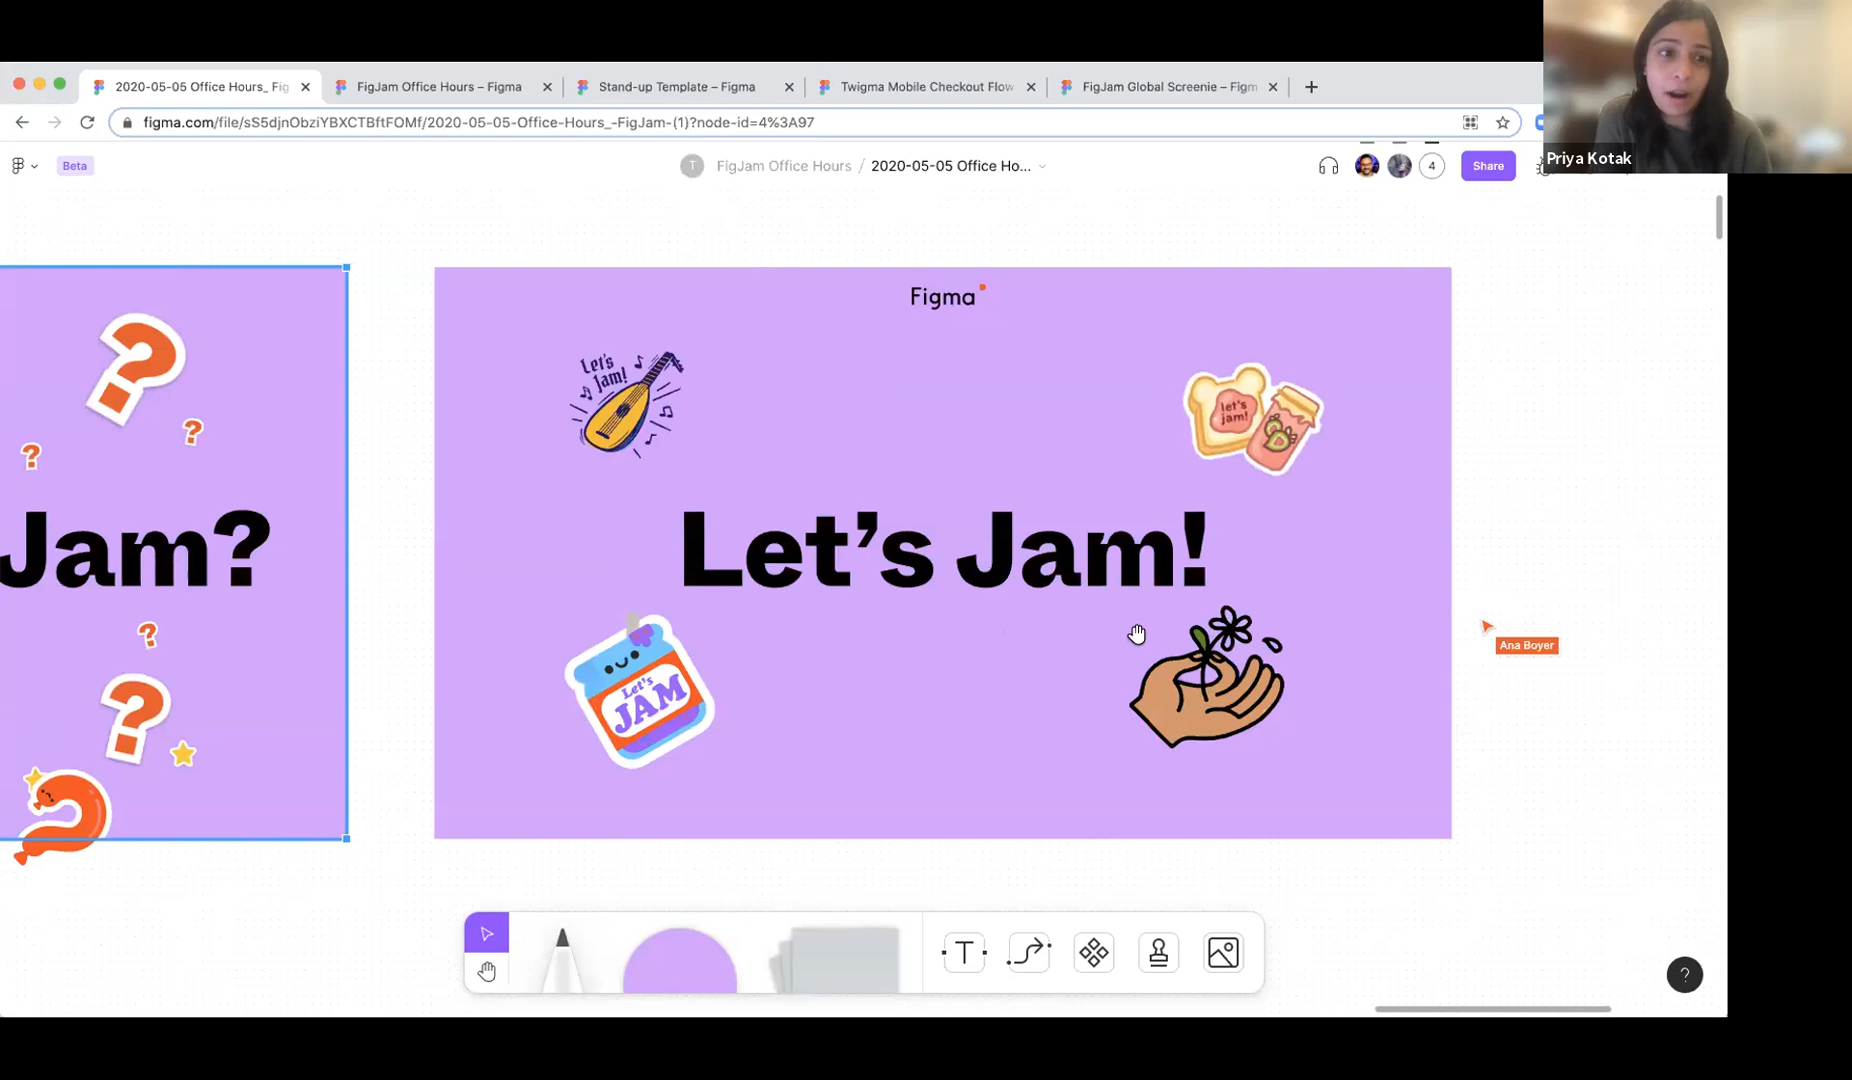 2020-05-05 Office Hours_ Fig
FigJam Office Hours – Figma
Stand-up Template – Figma
Twigma Mobile Checkout Flow
FigJam Global Screenie – Figm
figma.com/file/sS5djnObziYBXCTBftFOMf/2020-05-05-Office-Hours_-FigJam-(1)?node-id=4%3A97
Priya Kotak
Beta
T
FigJam Office Hours / 2020-05-05 Office Ho...
4
Share
Figma
?
?
?
Let's
Jam!
let's
jam!
Jam?
Let's Jam!
?
?
Let's
JAM
Ana Boyer
T
?